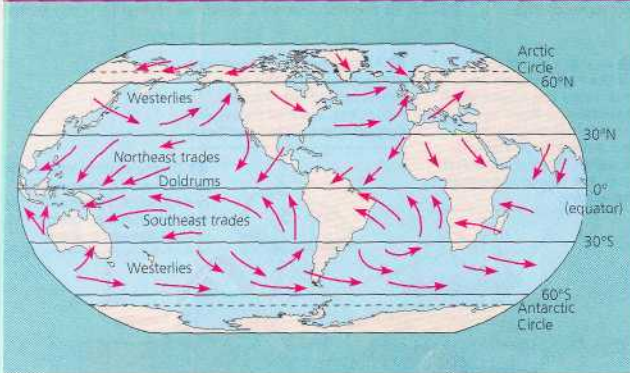 Arctic
Circle
60°N
Westerlies
30°N
Northeast trades
Doldrums
0°
(equator)
Southeast trades
30°S
Westerlies
60°S
Antarctic
Circle